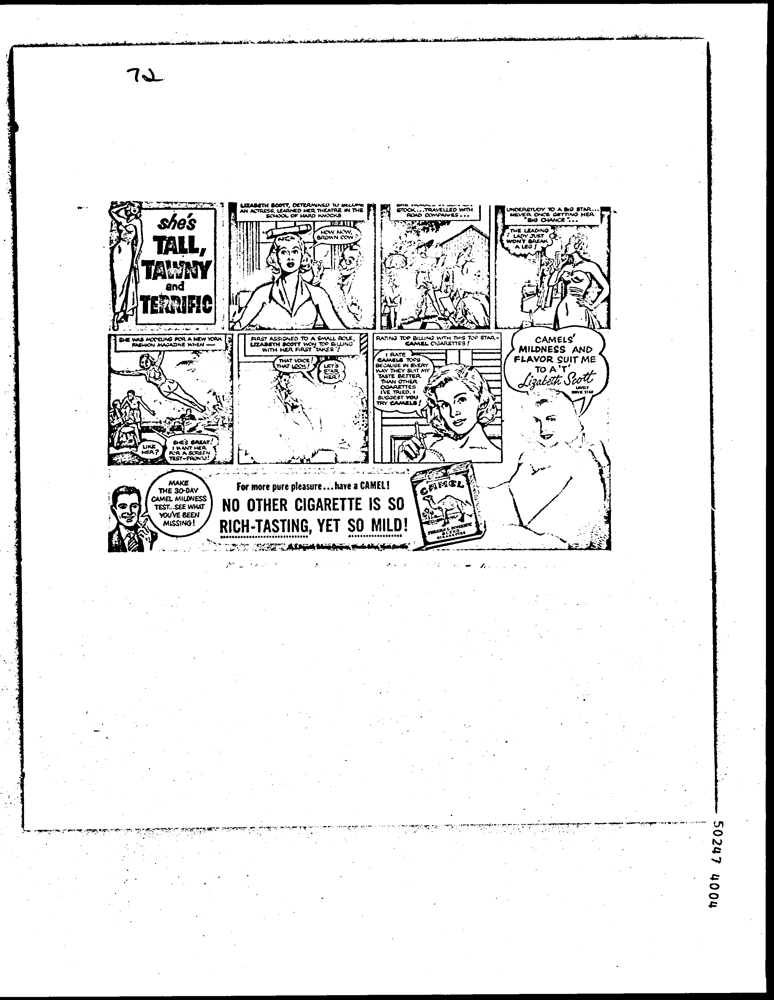 72
she's
TALL,
TAWNY
and
TERRIFIC
LIZABETH SCOTT, DETERMINED TO BECOME
AN ACTRESS, LEARNED HER THEATRE IN THE
SCHOOL OF HARD KNOCKS
HOW NOW,
BROWN COW?
STOCK... TRAVELLED WITH
ROAD COMPANIES...
UNDERSTUDY TO A BIG STAR...
NEVER ONCE GETTING HER
"BIG CHANCE"...
THE LEADING
LADY JUST
WON'T BREAK
A LEG!
SHE WAS MODELING FOR A NEW YORK
FASHION MAGAZINE WHEN —
LIKE
HER?
SHE'S GREAT!
I WANT HER
FOR A SCREEN
TEST—PRONTO!
FIRST ASSIGNED TO A SMALL ROLE,
LIZABETH SCOTT WON TOP BILLING
WITH HER FIRST "TAKES"!
THAT VOICE!
THAT LOOK!
LET'S
STAR
HER!
RATING TOP BILLING WITH THIS TOP STAR—
CAMEL CIGARETTES!
I RATE
CAMELS TOPS
BECAUSE IN EVERY
WAY THEY SUIT MY
TASTE BETTER
THAN OTHER
CIGARETTES
I'VE TRIED. I
SUGGEST YOU
TRY CAMELS!
CAMELS'
MILDNESS AND
FLAVOR SUIT ME
TO A 'T'
Lizabeth Scott
LOVELY
MOVIE STAR
MAKE
THE 30-DAY
CAMEL MILDNESS
TEST...SEE WHAT
YOU'VE BEEN
MISSING!
For more pure pleasure...have a CAMEL!
NO OTHER CIGARETTE IS SO
RICH-TASTING, YET SO MILD!
CAMEL
50247 4004